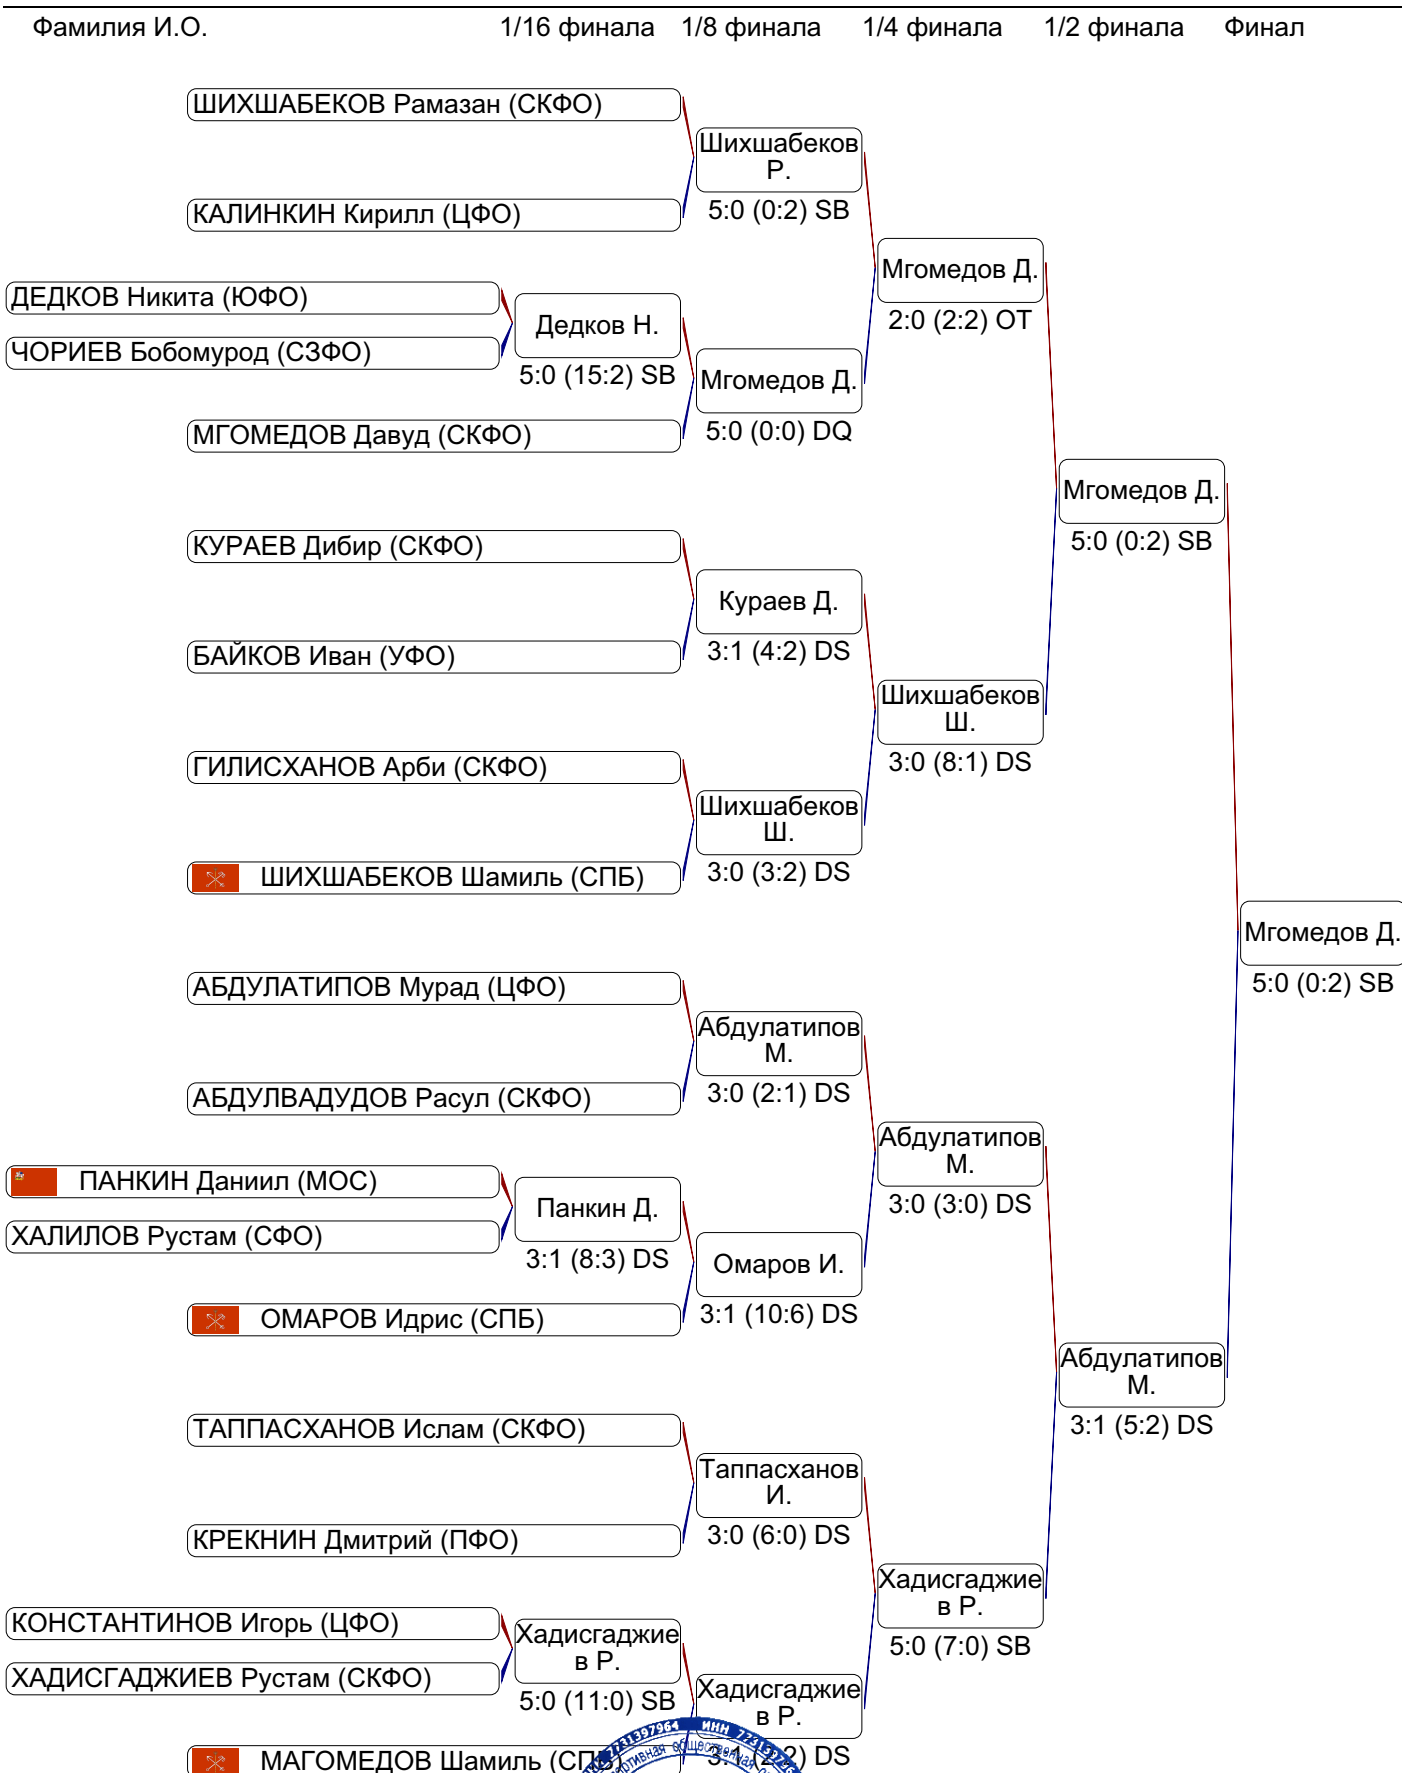 Фамилия И.О. 1/16 финала 1/8 финала 1/4 финала 1/2 финала Финал
ШИХШАБЕКОВ Рамазан (СКФО)
Шихшабеков
Р.
5:0 (0:2) SB
КАЛИНКИН Кирилл (ЦФО)
Мгомедов Д.
2:0 (2:2) OT
ДЕДКОВ Никита (ЮФО)
Дедков Н.
5:0 (15:2) SB
ЧОРИЕВ Бобомурод (СЗФО)
Мгомедов Д.
5:0 (0:0) DQ
МГОМЕДОВ Давуд (СКФО)
Мгомедов Д.
5:0 (0:2) SB
КУРАЕВ Дибир (СКФО)
Кураев Д.
3:1 (4:2) DS
БАЙКОВ Иван (УФО)
Шихшабеков
Ш.
3:0 (8:1) DS
ГИЛИСХАНОВ Арби (СКФО)
Шихшабеков
Ш.
3:0 (3:2) DS
ШИХШАБЕКОВ Шамиль (СПБ)
Мгомедов Д.
5:0 (0:2) SB
АБДУЛАТИПОВ Мурад (ЦФО)
Абдулатипов
М.
3:0 (2:1) DS
АБДУЛВАДУДОВ Расул (СКФО)
Абдулатипов
М.
3:0 (3:0) DS
ПАНКИН Даниил (МОС)
Панкин Д.
3:1 (8:3) DS
ХАЛИЛОВ Рустам (СФО)
Омаров И.
3:1 (10:6) DS
ОМАРОВ Идрис (СПБ)
Абдулатипов
М.
3:1 (5:2) DS
ТАППАСХАНОВ Ислам (СКФО)
Таппасханов
И.
3:0 (6:0) DS
КРЕКНИН Дмитрий (ПФО)
Хадисгаджие
в Р.
5:0 (7:0) SB
КОНСТАНТИНОВ Игорь (ЦФО)
Хадисгаджие
в Р.
5:0 (11:0) SB
ХАДИСГАДЖИЕВ Рустам (СКФО)
Хадисгаджие
в Р.
3:1 (2:2) DS
МАГОМЕДОВ Шамиль (СПБ)
ИНН
общественная